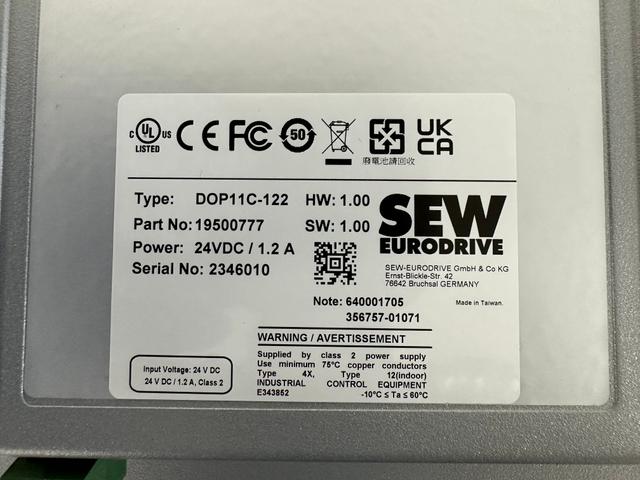 C UL US LISTED CE FC 50 UK CA
廢電池請回收
Type: DOP11C-122 HW: 1.00
Part No: 19500777 SW: 1.00
Power: 24VDC / 1.2 A
Serial No: 2346010
SEW
EURODRIVE
SEW-EURODRIVE GmbH & Co KG
Ernst-Blickle-Str. 42
76642 Bruchsal GERMANY
Note: 640001705
356757-01071
Made in Taiwan.
WARNING / AVERTISSEMENT
Supplied by class 2 power supply
Use minimum 75°C copper conductors
Type 4X, Type 12(indoor)
INDUSTRIAL CONTROL EQUIPMENT
E343852 -10°C ≤ Ta ≤ 60°C
Input Voltage: 24 V DC
24 V DC / 1.2 A, Class 2